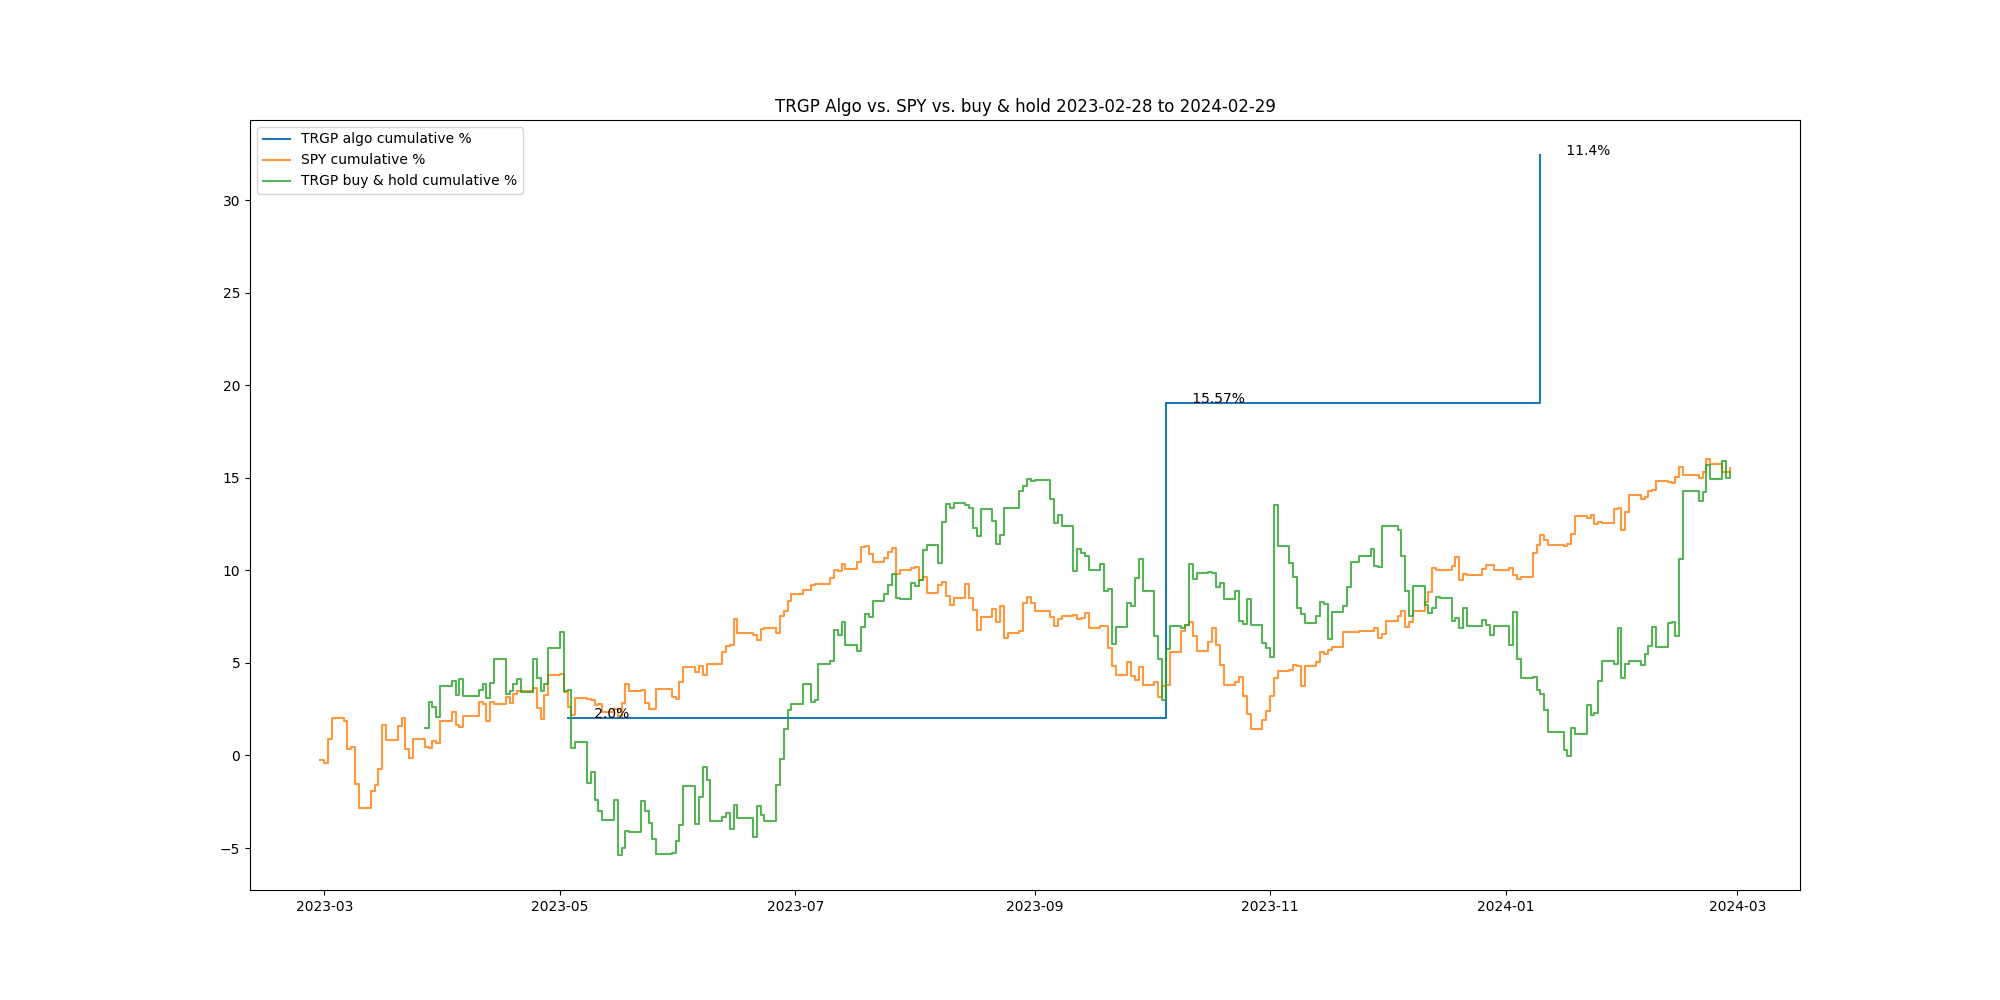 TRGP Algo vs. SPY vs. buy & hold 2023-02-28 to 2024-02-29
TRGP algo cumulative %
SPY cumulative %
TRGP buy & hold cumulative %
11.4%
15.57%
2.0%
30
25
20
15
10
5
0
−5
2023-03 2023-05 2023-07 2023-09 2023-11 2024-01 2024-03